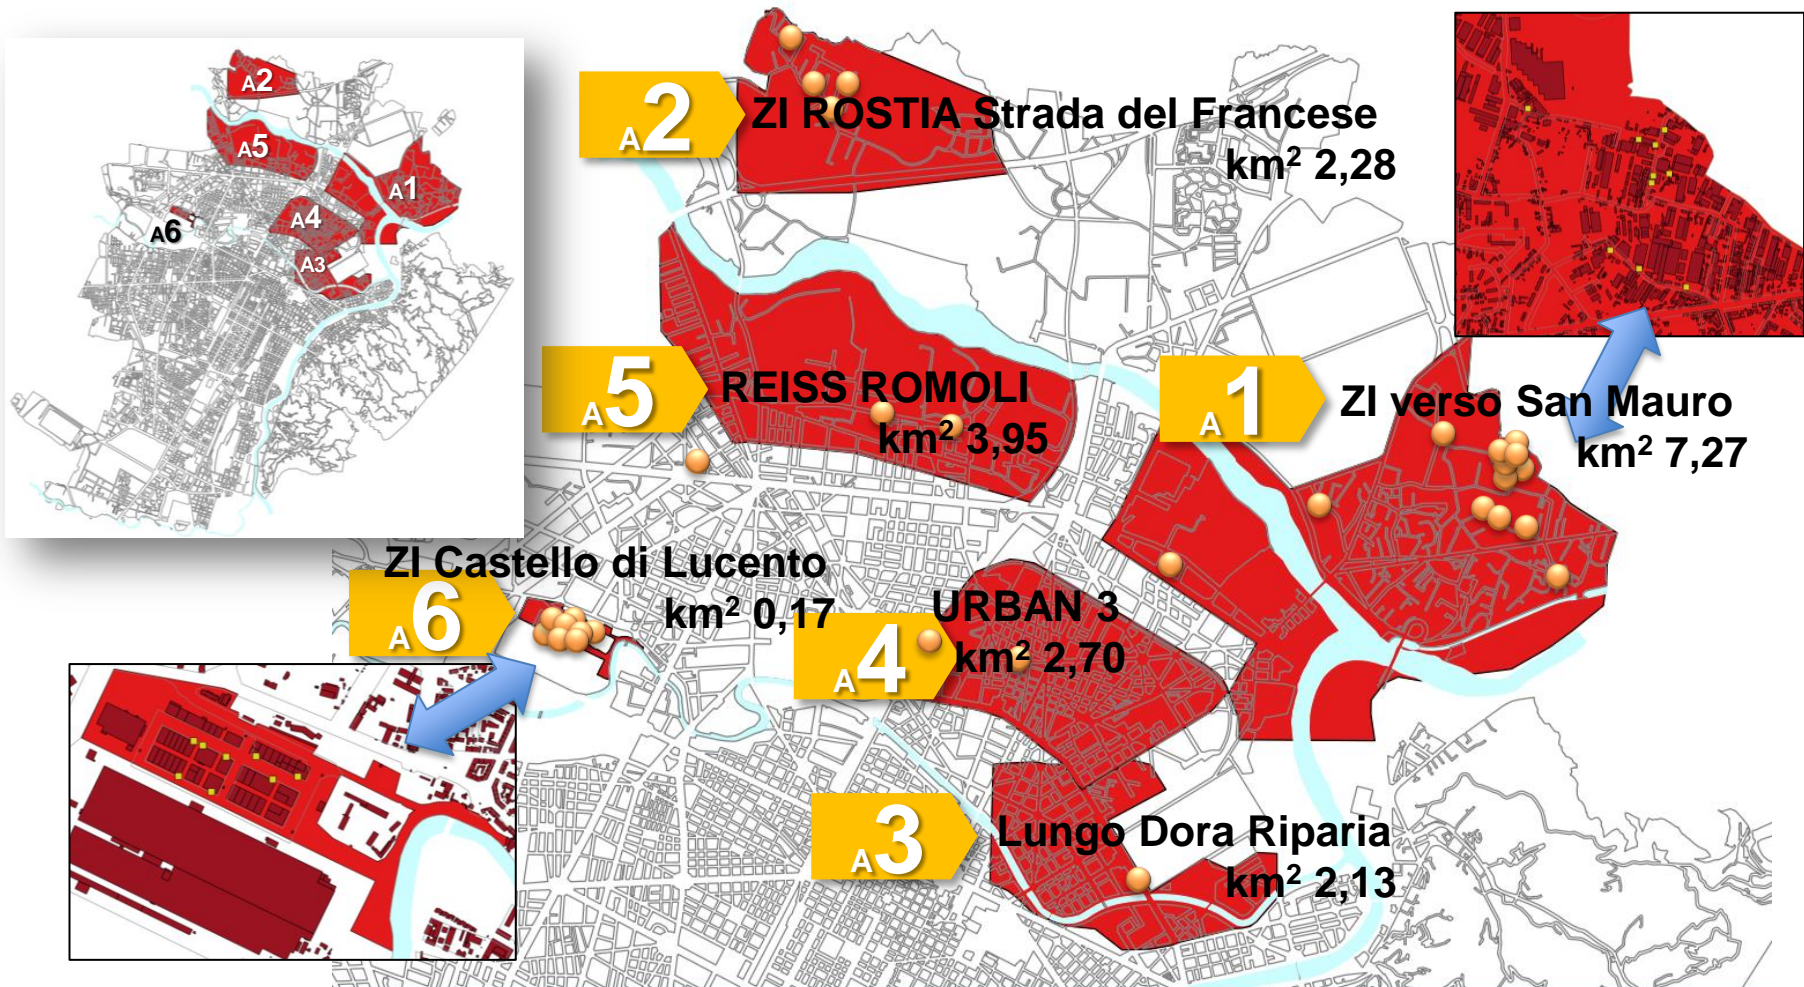 A2
A5
A1
A4
A6
A3
A2
ZI ROSTIA Strada del Francese
km² 2,28
A5
REISS ROMOLI
km² 3,95
A1
ZI verso San Mauro
km² 7,27
ZI Castello di Lucento
km² 0,17
A6
URBAN 3
km² 2,70
A4
A3
Lungo Dora Riparia
km² 2,13